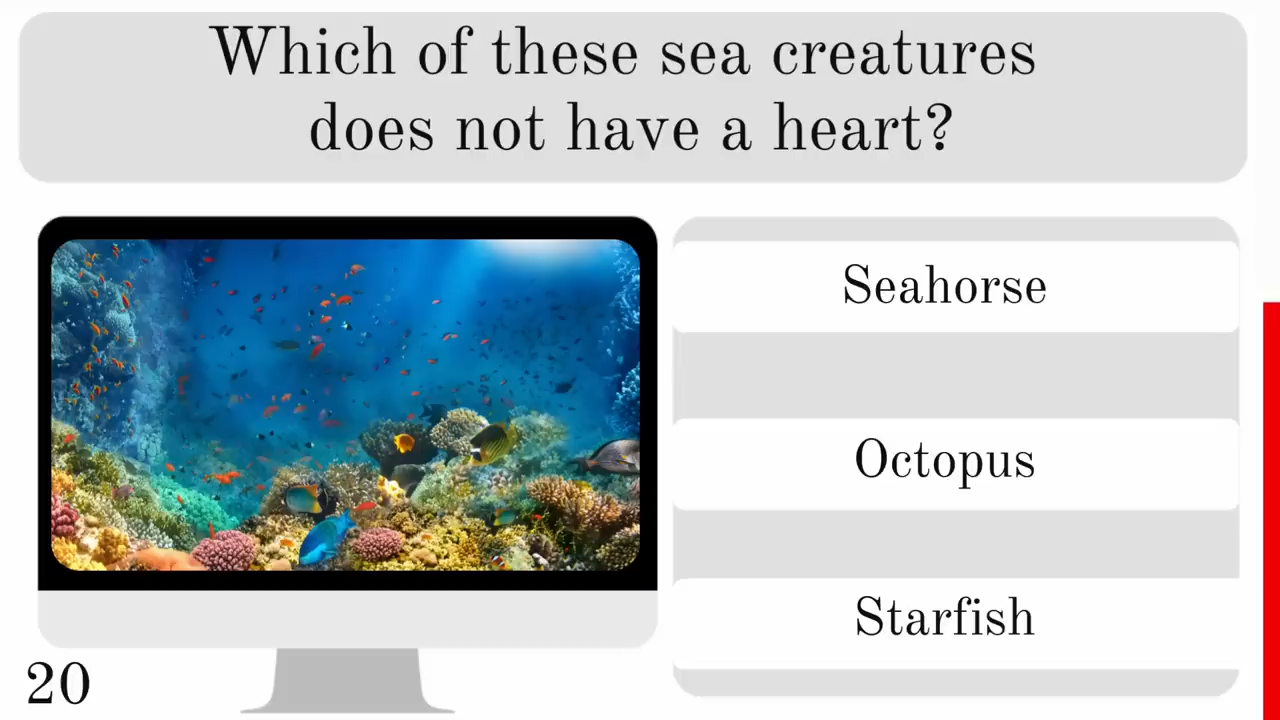 Which of these sea creatures
does not have a heart?
Seahorse
Octopus
Starfish
20